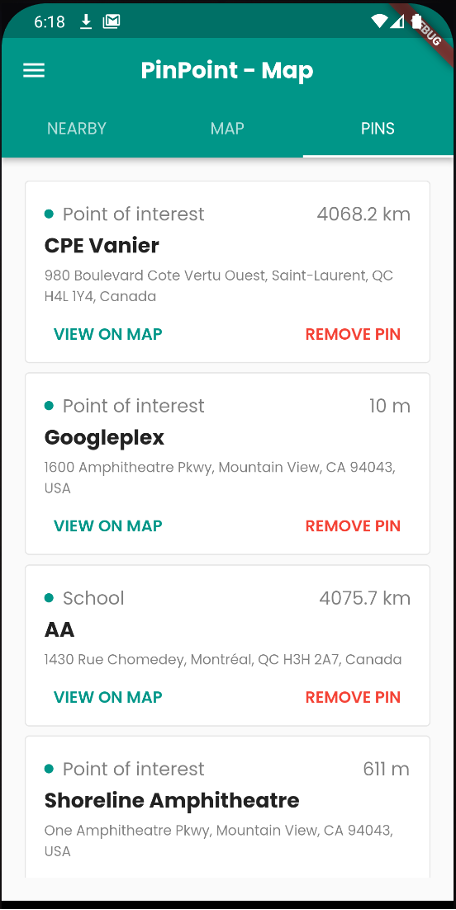 6:18
DEBUG
PinPoint - Map
NEARBY MAP PINS
Point of interest 4068.2 km
CPE Vanier
980 Boulevard Cote Vertu Ouest, Saint-Laurent, QC
H4L 1Y4, Canada
VIEW ON MAP REMOVE PIN
Point of interest 10 m
Googleplex
1600 Amphitheatre Pkwy, Mountain View, CA 94043,
USA
VIEW ON MAP REMOVE PIN
School 4075.7 km
AA
1430 Rue Chomedey, Montréal, QC H3H 2A7, Canada
VIEW ON MAP REMOVE PIN
Point of interest 611 m
Shoreline Amphitheatre
One Amphitheatre Pkwy, Mountain View, CA 94043,
USA